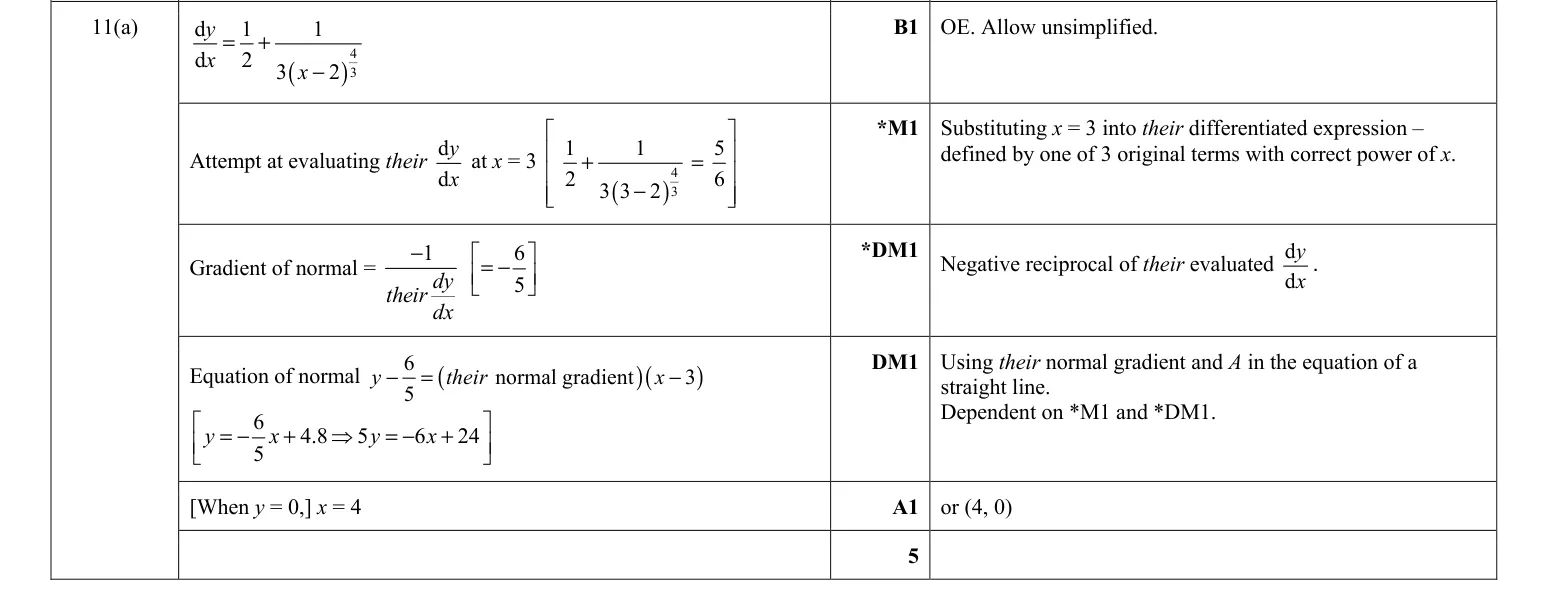 11(a) dy/dx = 1/2 + 1/(3(x − 2)^(4/3)) B1 OE. Allow unsimplified.
Attempt at evaluating their dy/dx at x = 3 [1/2 + 1/(3(3 − 2)^(4/3)) = 5/6] *M1 Substituting x = 3 into their differentiated expression –
defined by one of 3 original terms with correct power of x.
Gradient of normal = −1/(their dy/dx) [= −6/5] *DM1 Negative reciprocal of their evaluated dy/dx .
Equation of normal y − 6/5 = (their normal gradient)(x − 3) DM1 Using their normal gradient and A in the equation of a
straight line.
Dependent on *M1 and *DM1.
[y = −6/5 x + 4.8 ⇒ 5y = −6x + 24]
[When y = 0,] x = 4 A1 or (4, 0)
5